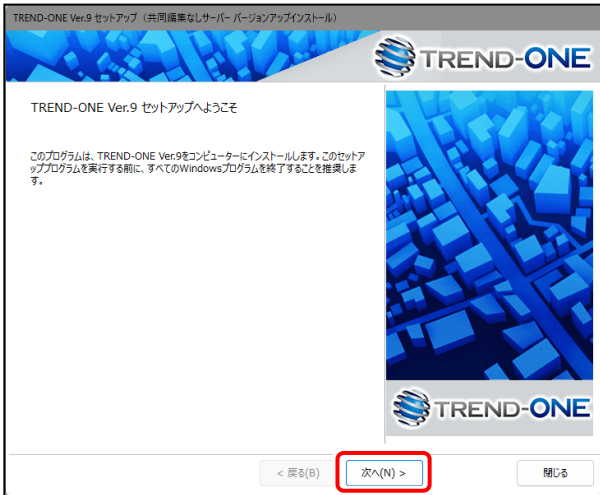 TREND-ONE Ver.9 セットアップ（共同編集なしサーバー バージョンアップインストール）
TREND-ONE
TREND-ONE Ver.9 セットアップへようこそ
このプログラムは、TREND-ONE Ver.9をコンピューターにインストールします。このセットア
ッププログラムを実行する前に、すべてのWindowsプログラムを終了することを推奨しま
す。
TREND-ONE
< 戻る(B)
次へ(N) >
閉じる